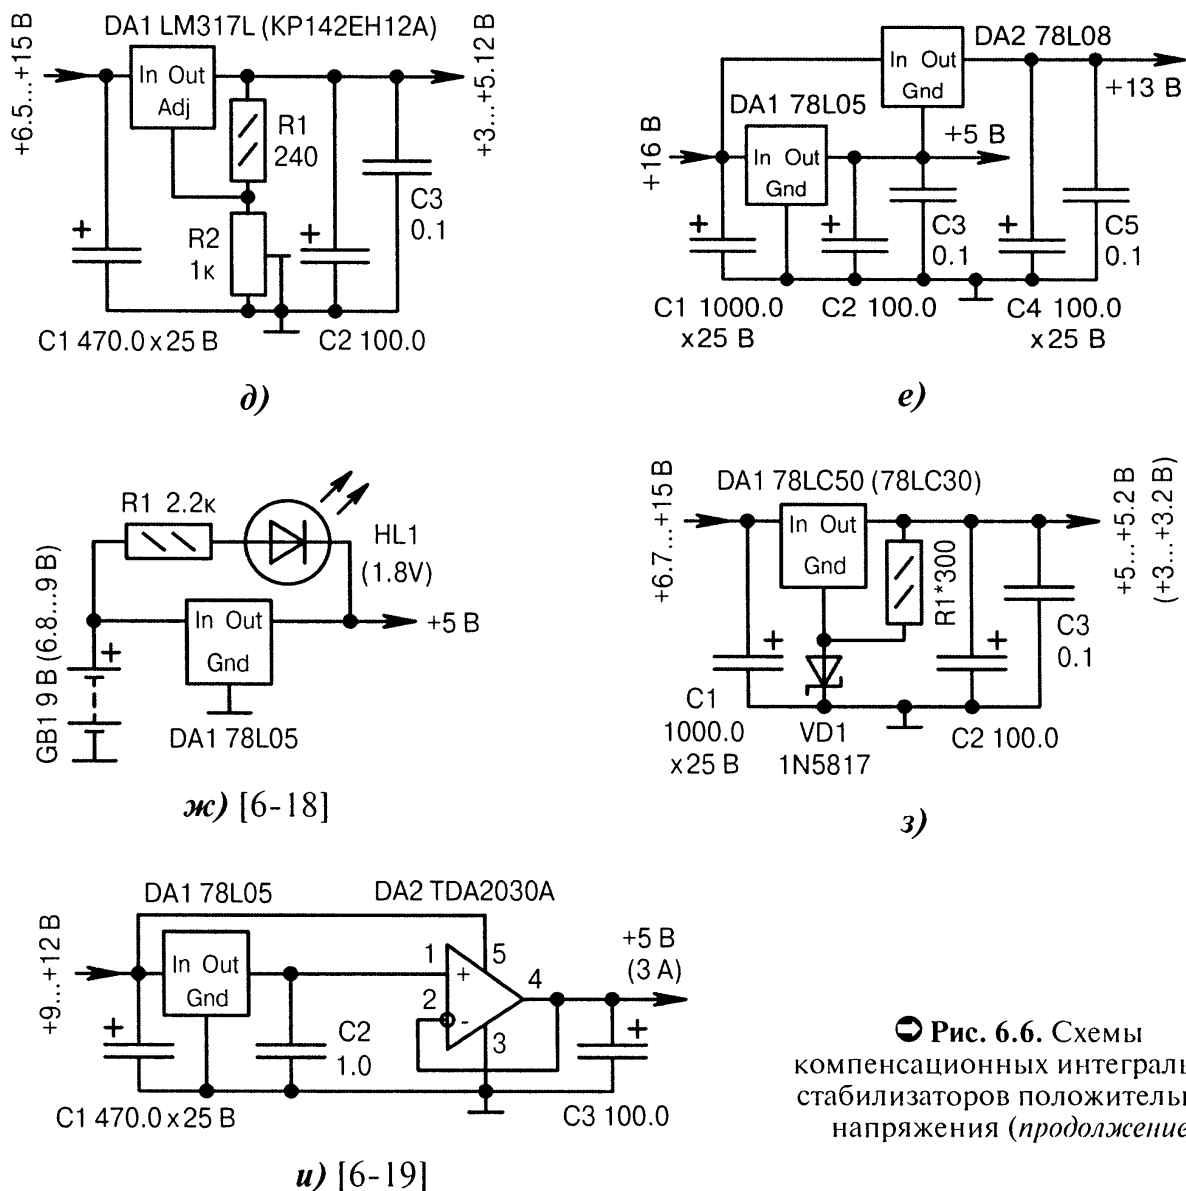 DA1 LM317L (КР142ЕН12А)
+6.5...+15 В
In Out
Adj
R1
240
R2
1к
+
+
C3
0.1
+3...+5.12 В
C1 470.0 x 25 В
C2 100.0
д)
DA2 78L08
In Out
Gnd
+13 В
DA1 78L05
+16 В
In Out
Gnd
+5 В
+
+
C3
0.1
+
C5
0.1
C1 1000.0
x 25 В
C2 100.0
C4 100.0
x 25 В
е)
R1 2.2к
HL1
(1.8V)
GB1 9 В (6.8...9 В)
+
In Out
Gnd
+5 В
DA1 78L05
ж) [6-18]
DA1 78LC50 (78LC30)
+6.7...+15 В
In Out
Gnd
R1*300
+5...+5.2 В
(+3...+3.2 В)
+
+
C3
0.1
C1
1000.0
x 25 В
VD1
1N5817
C2 100.0
з)
DA1 78L05
DA2 TDA2030A
+9...+12 В
In Out
Gnd
+
C2
1.0
1
2
+
-
5
4
3
+5 В
(3 А)
+
C1 470.0 x 25 В
C3 100.0
и) [6-19]
➲ Рис. 6.6. Схемы
компенсационных интеграль
стабилизаторов положитель
напряжения (продолжение